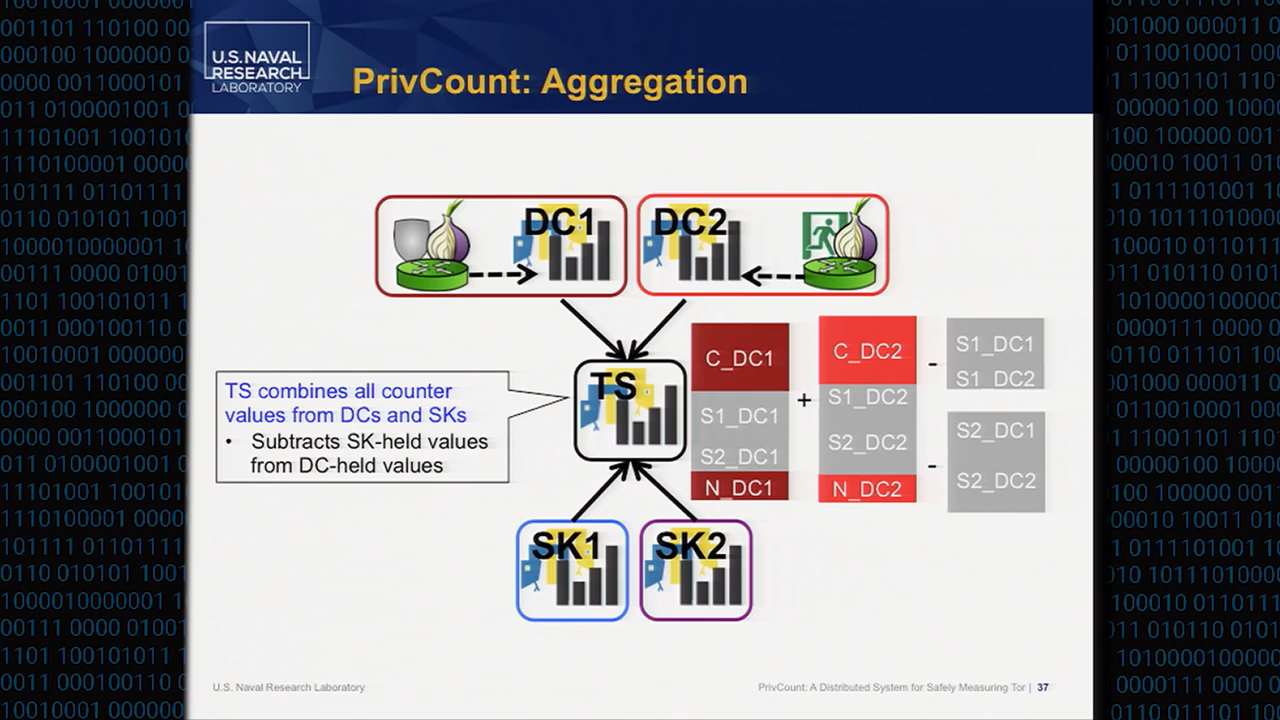 U.S. NAVAL
RESEARCH
LABORATORY
PrivCount: Aggregation
DC1
DC2
TS combines all counter
values from DCs and SKs
• Subtracts SK-held values
from DC-held values
TS
C_DC1
S1_DC1
S2_DC1
N_DC1
+
C_DC2
S1_DC2
S2_DC2
N_DC2
-
S1_DC1
S1_DC2
-
S2_DC1
S2_DC2
SK1
SK2
U.S. Naval Research Laboratory
PrivCount: A Distributed System for Safely Measuring Tor | 37